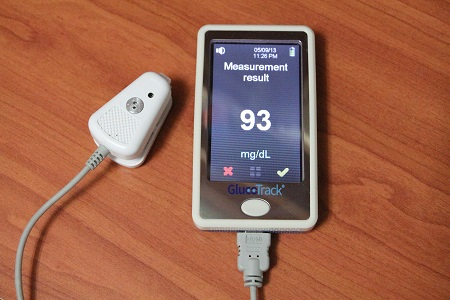 05/09/13
11:26 PM
Measurement
result
93
mg/dL
GlucoTrack®